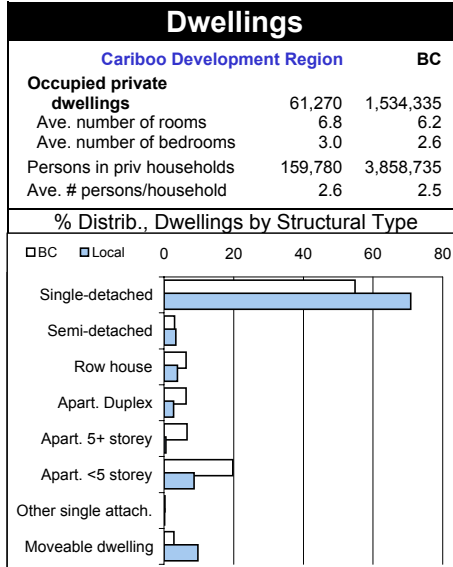 Dwellings
Cariboo Development Region BC
Occupied private
dwellings 61,270 1,534,335
Ave. number of rooms 6.8 6.2
Ave. number of bedrooms 3.0 2.6
Persons in priv households 159,780 3,858,735
Ave. # persons/household 2.6 2.5
% Distrib., Dwellings by Structural Type
BC Local 0 20 40 60 80
Single-detached
Semi-detached
Row house
Apart. Duplex
Apart. 5+ storey
Apart. <5 storey
Other single attach.
Moveable dwelling